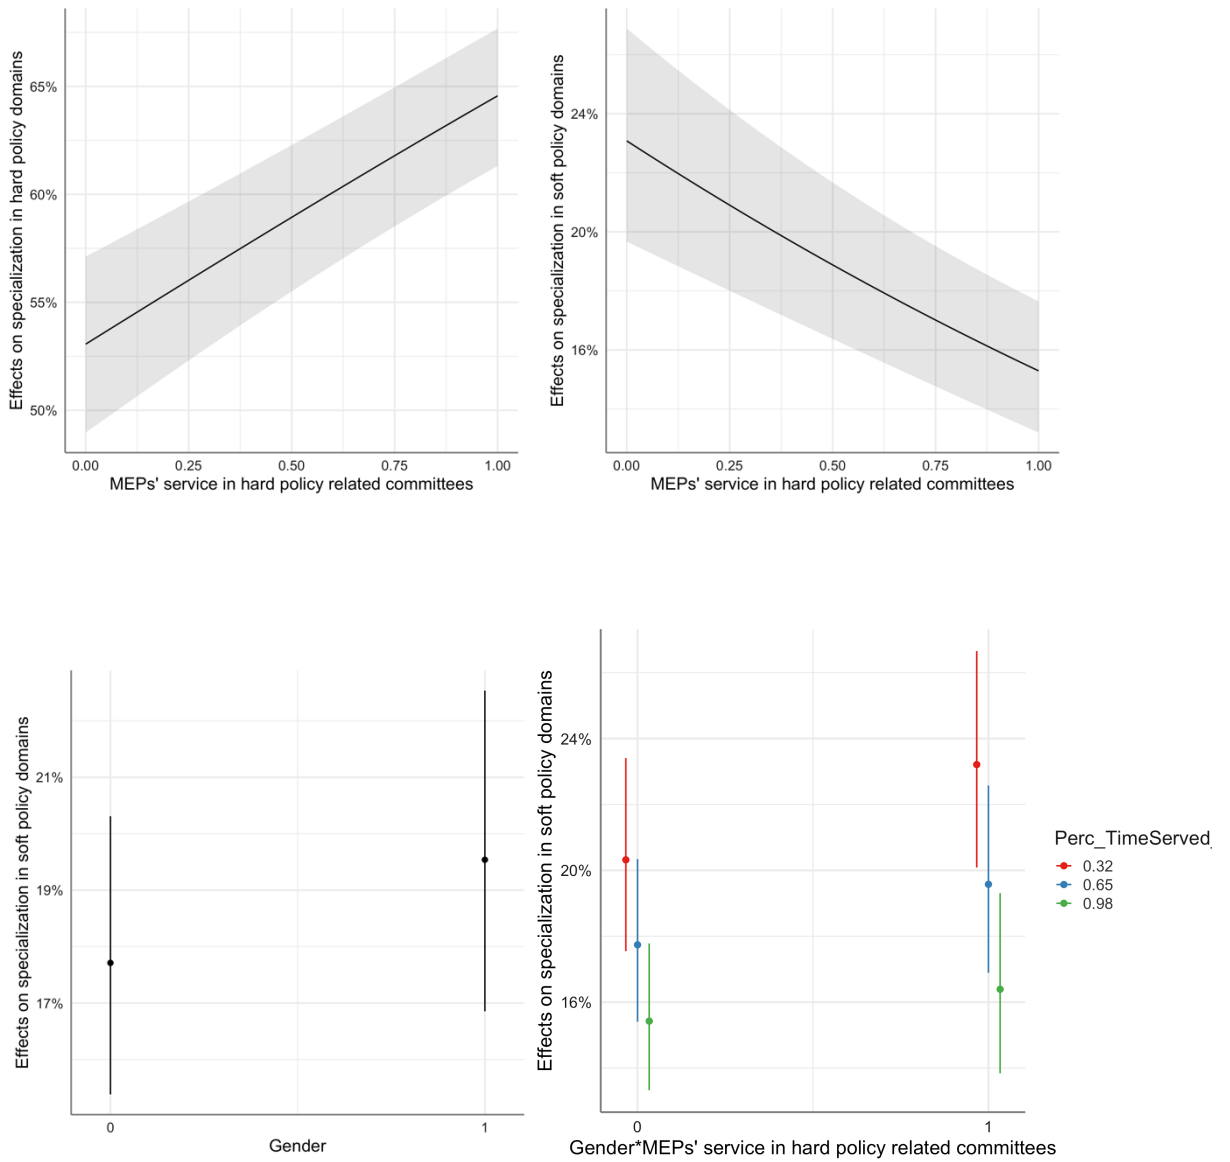 Effects on specialization in hard policy domains
65%
60%
55%
50%
0.00 0.25 0.50 0.75 1.00
MEPs' service in hard policy related committees
Effects on specialization in soft policy domains
24%
20%
16%
0.00 0.25 0.50 0.75 1.00
MEPs' service in hard policy related committees
Effects on specialization in soft policy domains
21%
19%
17%
0 1
Gender
Effects on specialization in soft policy domains
24%
20%
16%
0 1
Gender*MEPs' service in hard policy related committees
Perc_TimeServed_
0.32
0.65
0.98